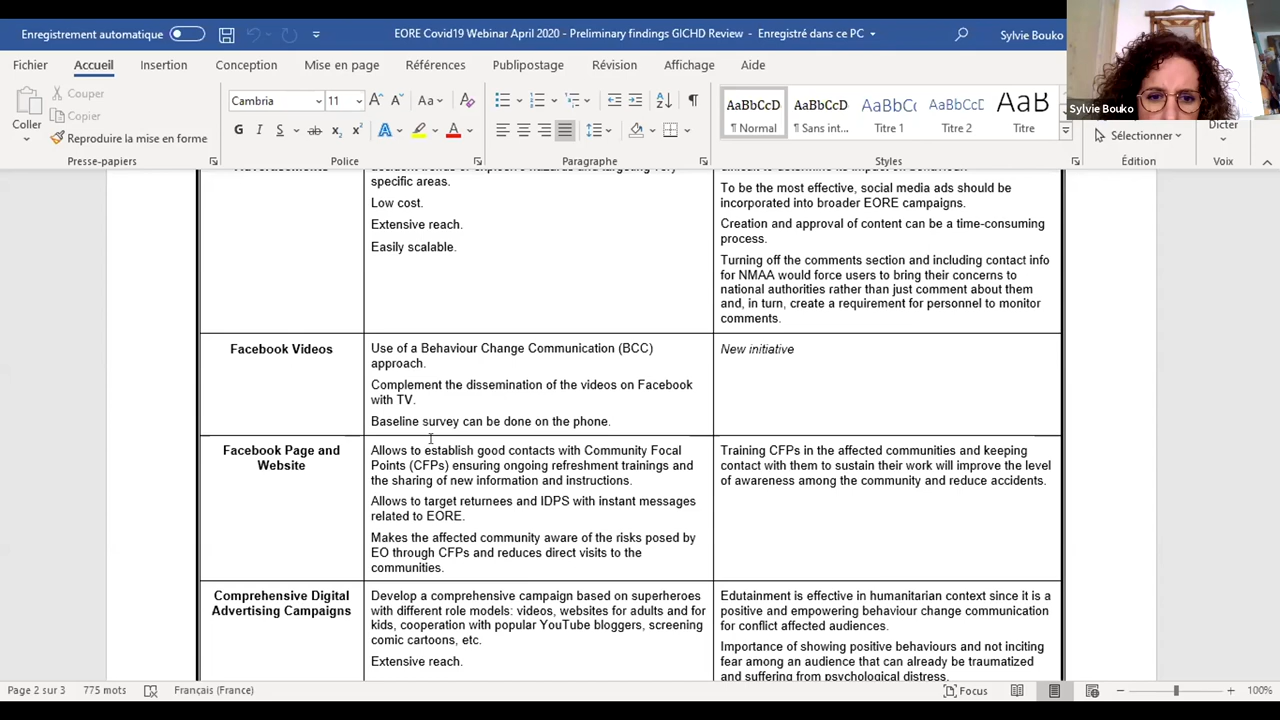 Enregistrement automatique
EORE Covid19 Webinar April 2020 - Preliminary findings GICHD Review - Enregistré dans ce PC
Sylvie Bouko
Fichier Accueil Insertion Conception Mise en page Références Publipostage Révision Affichage Aide
Sylvie Bouko
Coller
Couper
Copier
Reproduire la mise en forme
Cambria 11
AaBbCcD AaBbCcD AaBbCc AaBbCcD AaB
¶ Normal ¶ Sans int... Titre 1 Titre 2 Titre
Sélectionner
Dicter
Presse-papiers Police Paragraphe Styles Édition Voix
specific areas.
Low cost.
Extensive reach.
Easily scalable.
To be the most effective, social media ads should be
incorporated into broader EORE campaigns.
Creation and approval of content can be a time-consuming
process.
Turning off the comments section and including contact info
for NMAA would force users to bring their concerns to
national authorities rather than just comment about them
and, in turn, create a requirement for personnel to monitor
comments.
Facebook Videos
Use of a Behaviour Change Communication (BCC)
approach.
Complement the dissemination of the videos on Facebook
with TV.
Baseline survey can be done on the phone.
New initiative
Facebook Page and
Website
Allows to establish good contacts with Community Focal
Points (CFPs) ensuring ongoing refreshment trainings and
the sharing of new information and instructions.
Allows to target returnees and IDPS with instant messages
related to EORE.
Makes the affected community aware of the risks posed by
EO through CFPs and reduces direct visits to the
communities.
Training CFPs in the affected communities and keeping
contact with them to sustain their work will improve the level
of awareness among the community and reduce accidents.
Comprehensive Digital
Advertising Campaigns
Develop a comprehensive campaign based on superheroes
with different role models: videos, websites for adults and for
kids, cooperation with popular YouTube bloggers, screening
comic cartoons, etc.
Extensive reach.
Edutainment is effective in humanitarian context since it is a
positive and empowering behaviour change communication
for conflict affected audiences.
Importance of showing positive behaviours and not inciting
fear among an audience that can already be traumatized
and suffering from psychological distress.
Page 2 sur 3 775 mots Français (France) Focus 100%